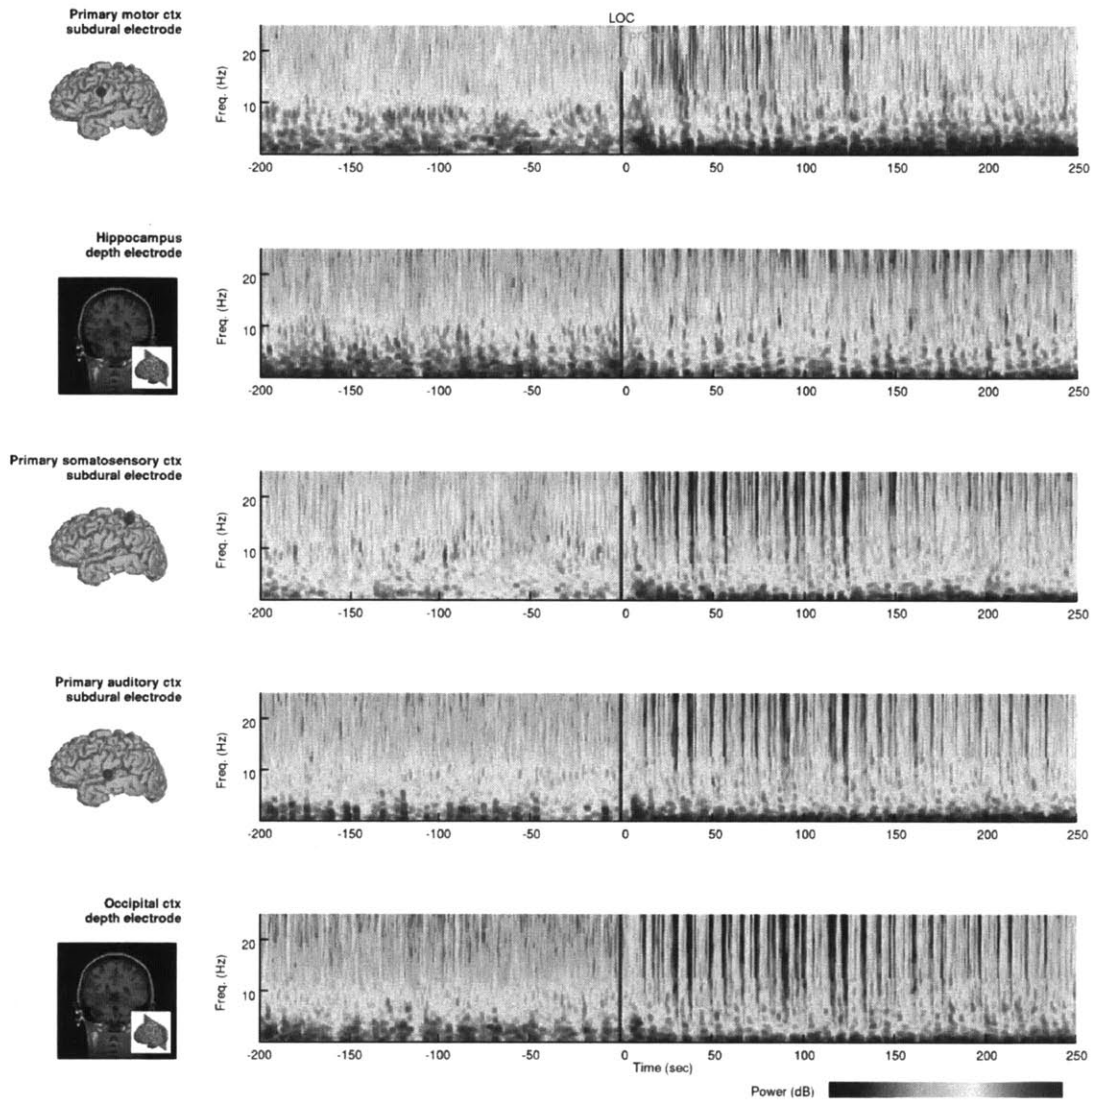 Primary motor ctx
subdural electrode
LOC
Freq. (Hz)
20
10
-200 -150 -100 -50 0 50 100 150 200 250
Hippocampus
depth electrode
Freq. (Hz)
20
10
-200 -150 -100 -50 0 50 100 150 200 250
Primary somatosensory ctx
subdural electrode
Freq. (Hz)
20
10
-200 -150 -100 -50 0 50 100 150 200 250
Primary auditory ctx
subdural electrode
Freq. (Hz)
20
10
-200 -150 -100 -50 0 50 100 150 200 250
Occipital ctx
depth electrode
Freq. (Hz)
20
10
-200 -150 -100 -50 0 50 100 150 200 250
Time (sec)
Power (dB)